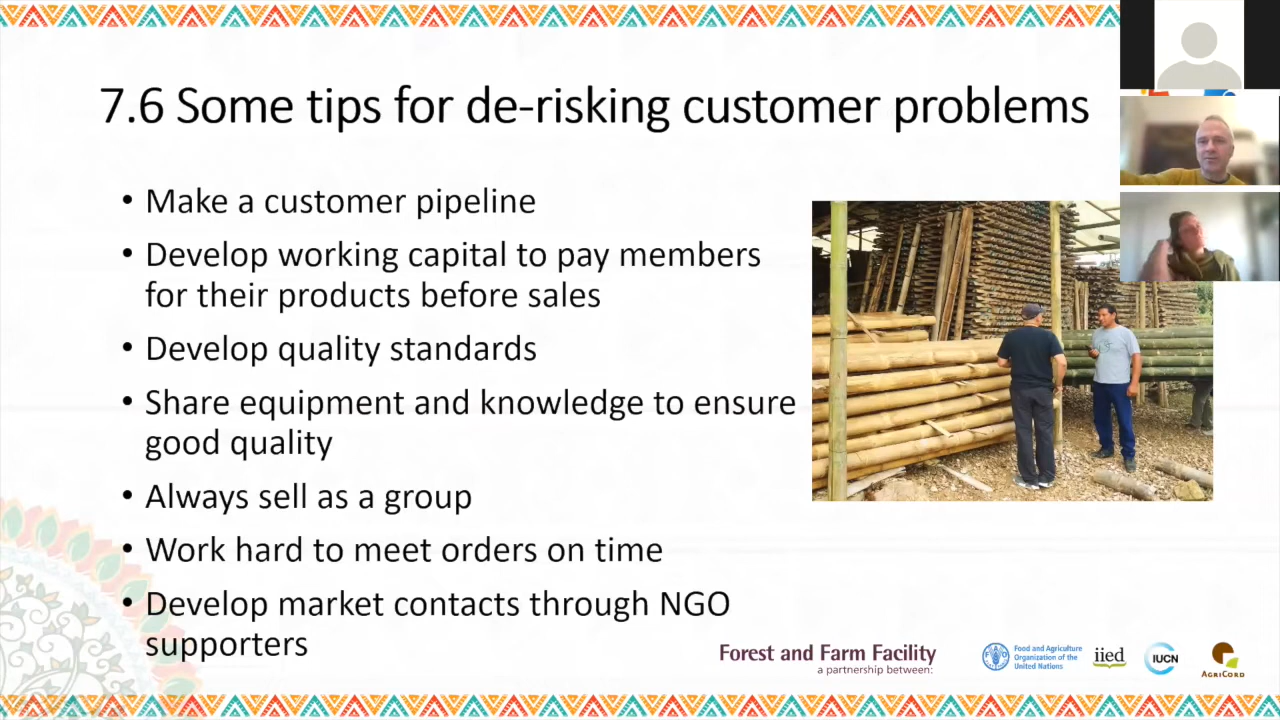 7.6 Some tips for de-risking customer problems
• Make a customer pipeline
• Develop working capital to pay members
for their products before sales
• Develop quality standards
• Share equipment and knowledge to ensure
good quality
• Always sell as a group
• Work hard to meet orders on time
• Develop market contacts through NGO
supporters
Forest and Farm Facility
a partnership between:
FAO
Food and Agriculture
Organization of the
United Nations
iied
IUCN
AGRICORD